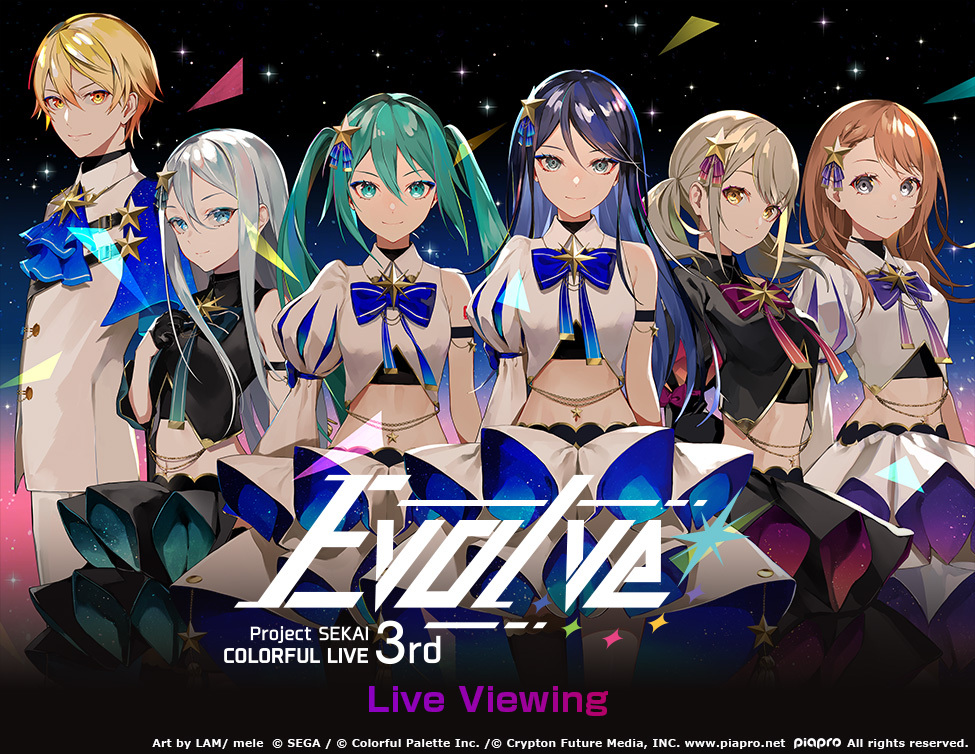 Evolve
Project SEKAI
COLORFUL LIVE 3rd
Live Viewing
Art by LAM/ mele © SEGA / © Colorful Palette Inc. /© Crypton Future Media, INC. www.piapro.net piapro All rights reserved.